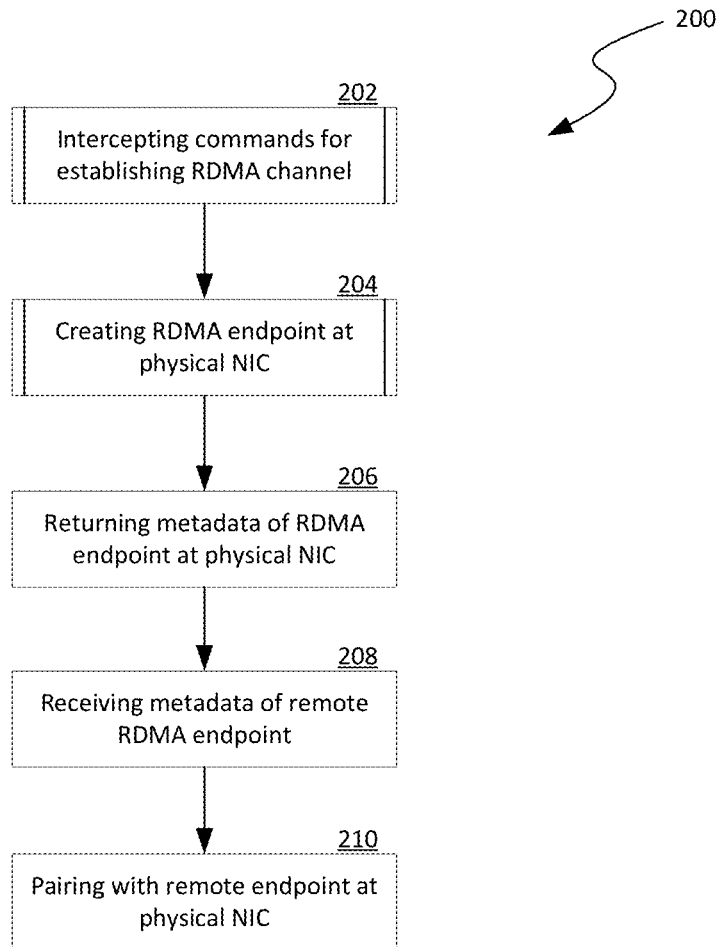 200
202
Intercepting commands for
establishing RDMA channel
204
Creating RDMA endpoint at
physical NIC
206
Returning metadata of RDMA
endpoint at physical NIC
208
Receiving metadata of remote
RDMA endpoint
210
Pairing with remote endpoint at
physical NIC